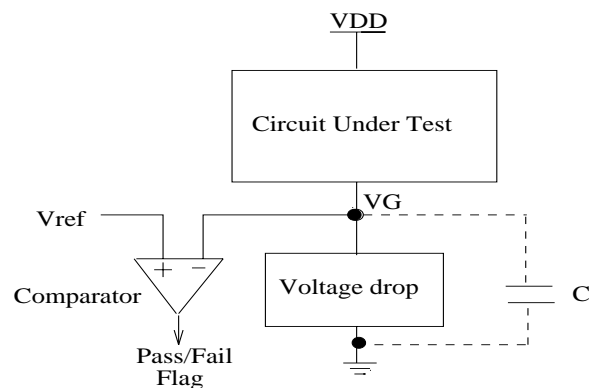 VDD
Circuit Under Test
VG
Vref
+ −
Voltage drop
C
Comparator
Pass/Fail
Flag